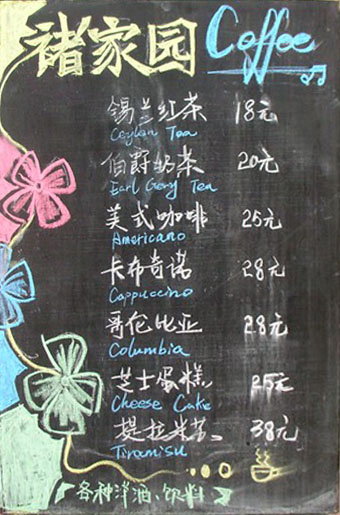 褚家园 Coffee
锡兰红茶 18元
Ceylon Tea
伯爵奶茶 20元
Earl Grey Tea
美式咖啡 25元
Americano
卡布奇诺 28元
Cappuccino
哥伦比亚 28元
Columbia
芝士蛋糕 25元
Cheese Cake
提拉米苏 38元
Tiramisu
各种洋酒、饮料